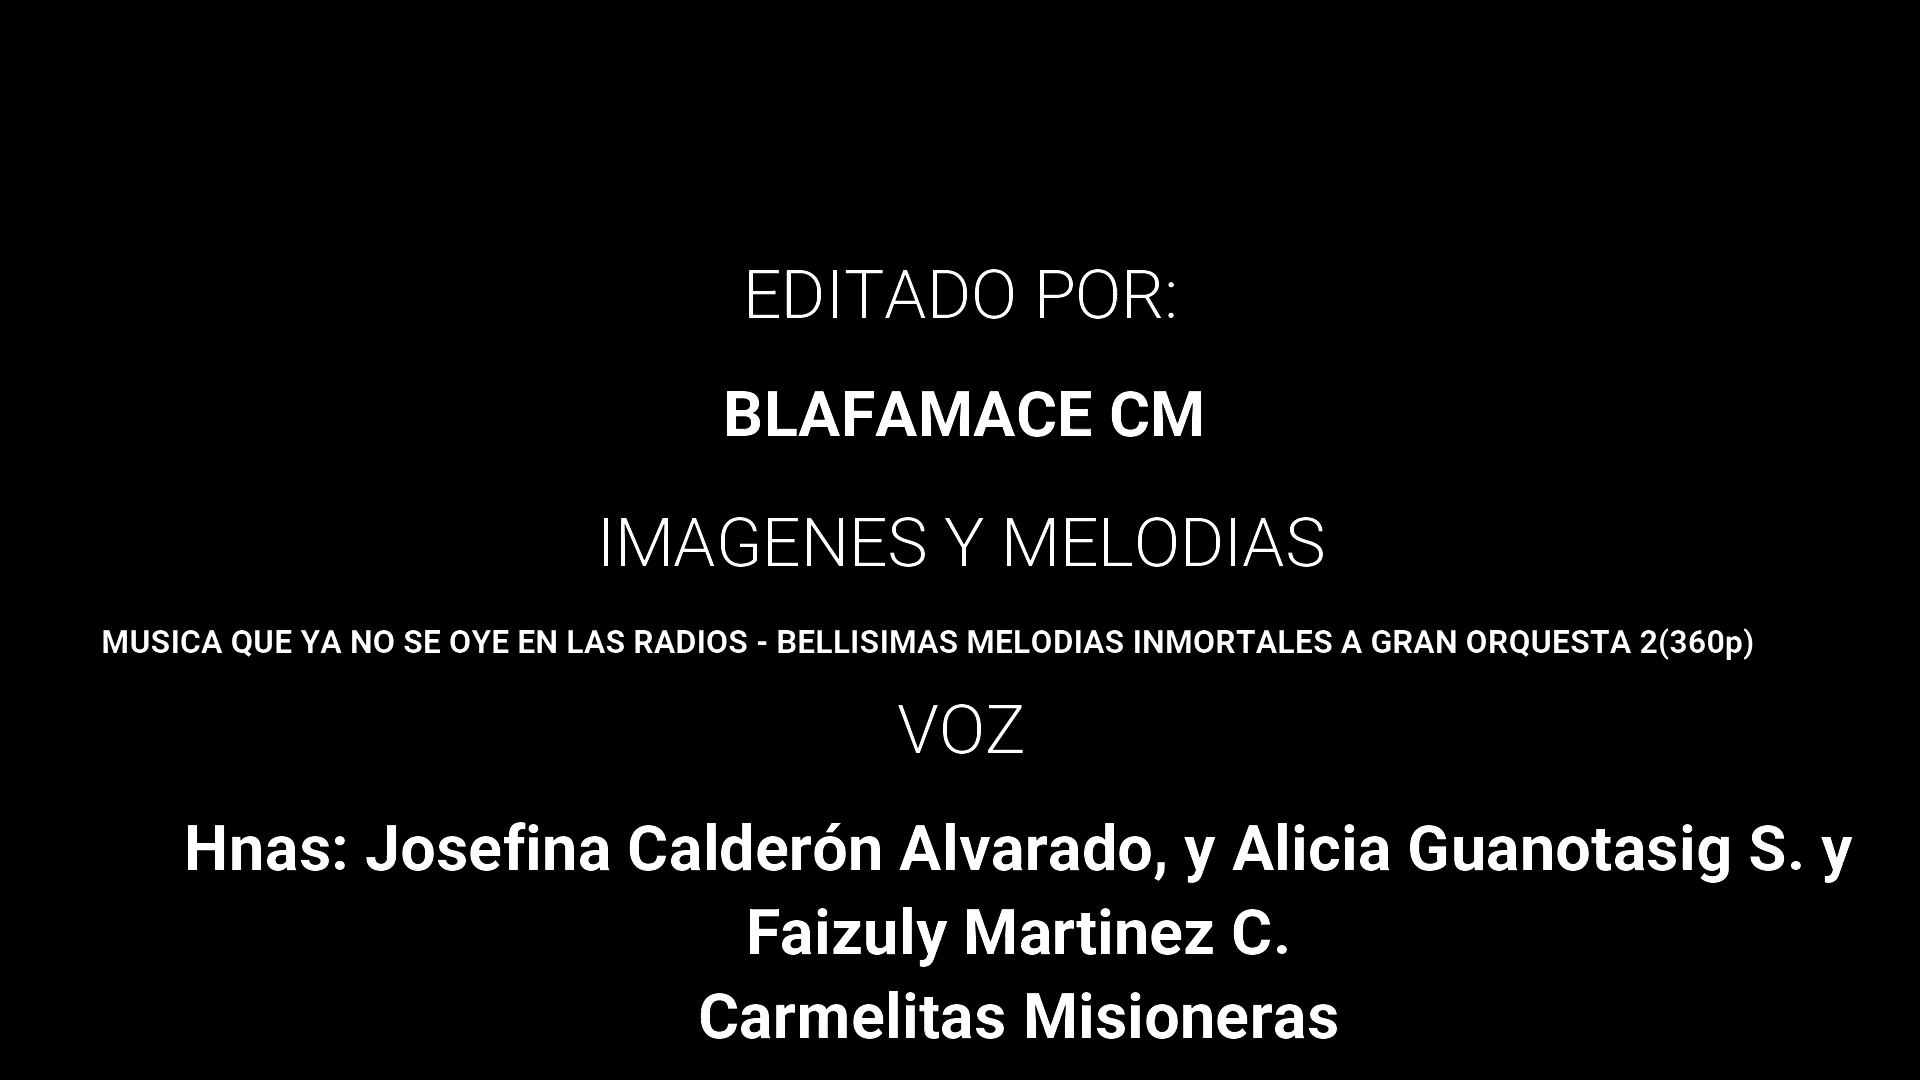 EDITADO POR:
BLAFAMACE CM
IMAGENES Y MELODIAS
MUSICA QUE YA NO SE OYE EN LAS RADIOS - BELLISIMAS MELODIAS INMORTALES A GRAN ORQUESTA 2(360p)
VOZ
Hnas: Josefina Calderón Alvarado, y Alicia Guanotasig S. y
Faizuly Martinez C.
Carmelitas Misioneras